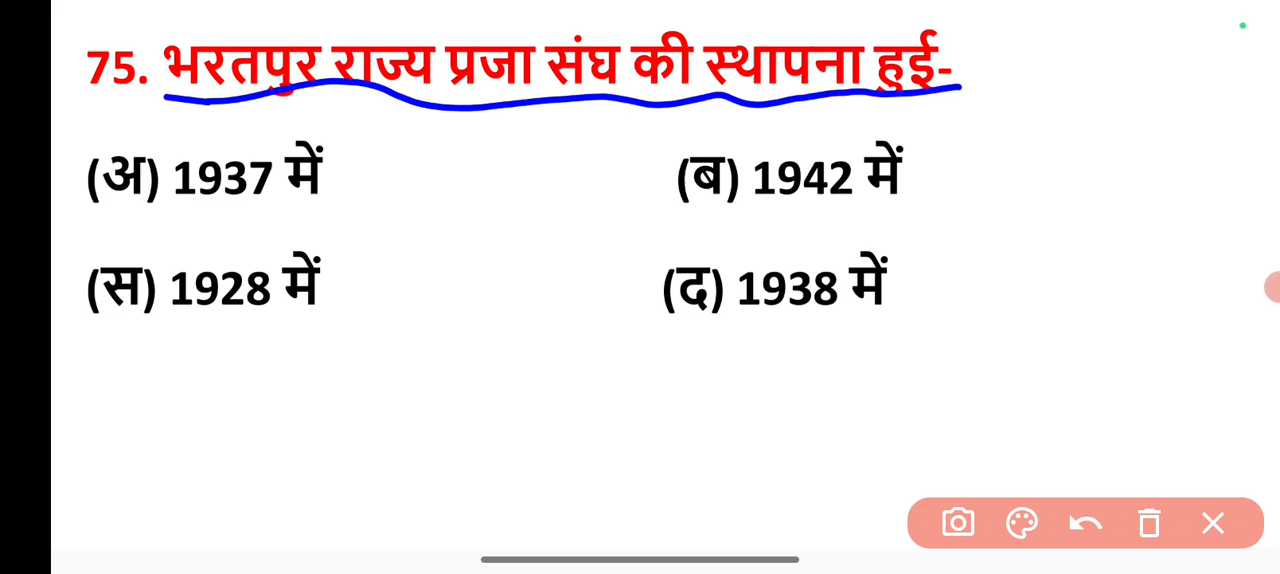 75. भरतपुर राज्य प्रजा संघ की स्थापना हुई-
(अ) 1937 में (ब) 1942 में
(स) 1928 में (द) 1938 में